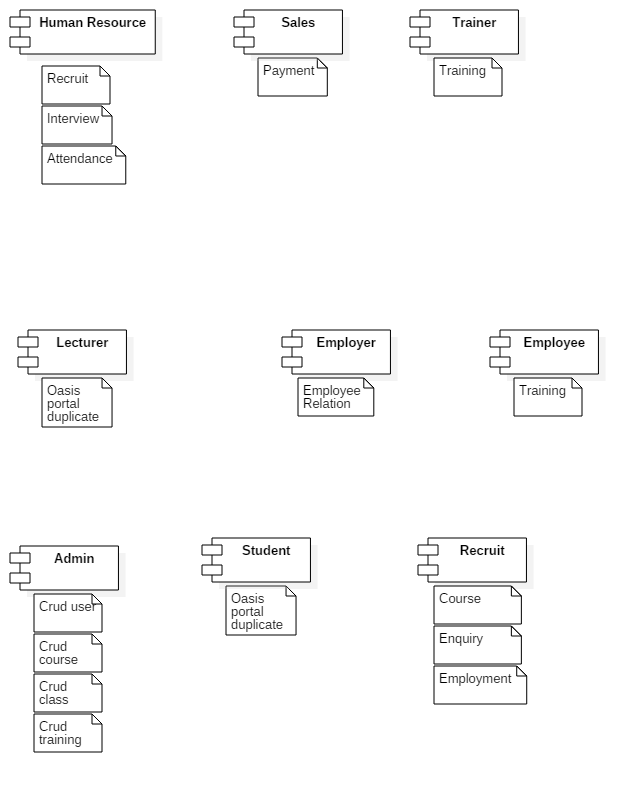 Human Resource
Recruit
Interview
Attendance
Sales
Payment
Trainer
Training
Lecturer
Oasis
portal
duplicate
Employer
Employee
Relation
Employee
Training
Admin
Crud user
Crud
course
Crud
class
Crud
training
Student
Oasis
portal
duplicate
Recruit
Course
Enquiry
Employment